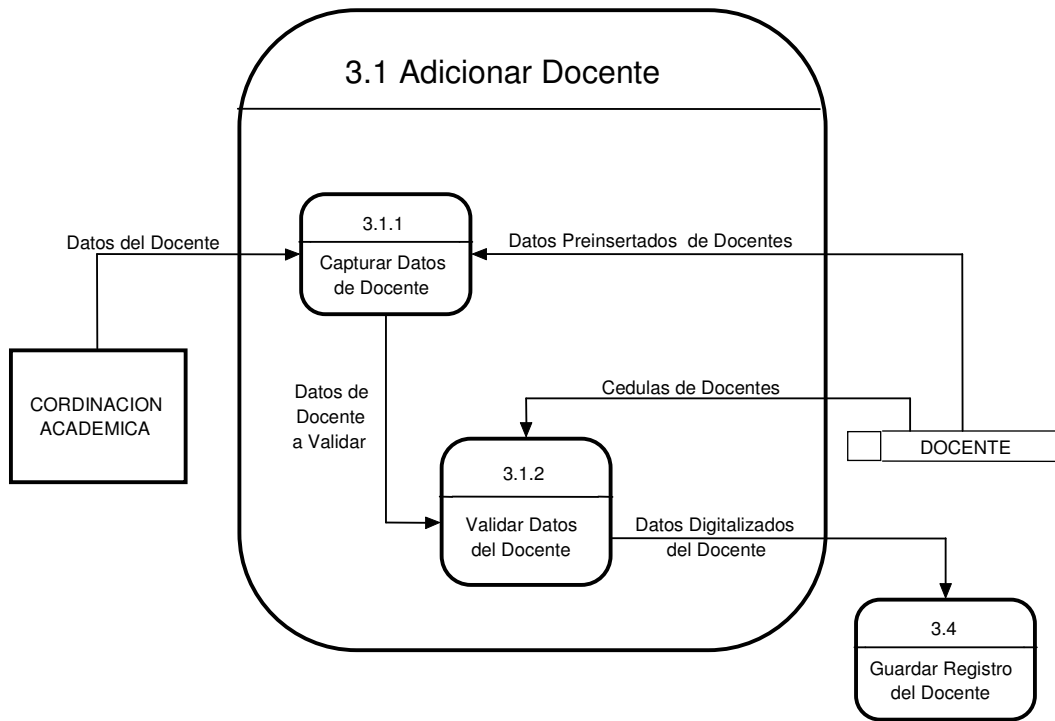 3.1 Adicionar Docente
3.1.1
Datos del Docente
Datos Preinsertados de Docentes
Capturar Datos
de Docente
CORDINACION
ACADEMICA
Datos de
Docente
a Validar
Cedulas de Docentes
DOCENTE
3.1.2
Validar Datos
del Docente
Datos Digitalizados
del Docente
3.4
Guardar Registro
del Docente